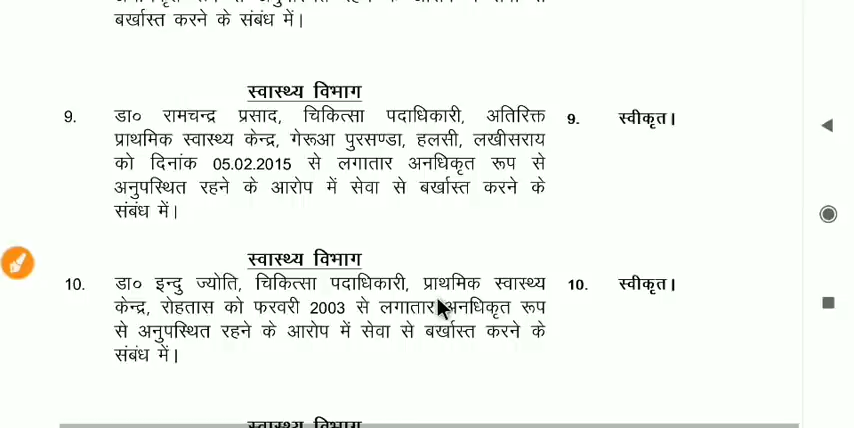 बर्खास्त करने के संबंध में।
स्वास्थ्य विभाग
9. डा० रामचन्द्र प्रसाद, चिकित्सा पदाधिकारी, अतिरिक्त 9. स्वीकृत।
प्राथमिक स्वास्थ्य केन्द्र, गेरूआ पुरसण्डा, हलसी, लखीसराय
को दिनांक 05.02.2015 से लगातार अनधिकृत रूप से
अनुपस्थित रहने के आरोप में सेवा से बर्खास्त करने के
संबंध में।
स्वास्थ्य विभाग
10. डा० इन्दु ज्योति, चिकित्सा पदाधिकारी, प्राथमिक स्वास्थ्य 10. स्वीकृत।
केन्द्र, रोहतास को फरवरी 2003 से लगातार अनधिकृत रूप
से अनुपस्थित रहने के आरोप में सेवा से बर्खास्त करने के
संबंध में।
स्वास्थ्य विभाग